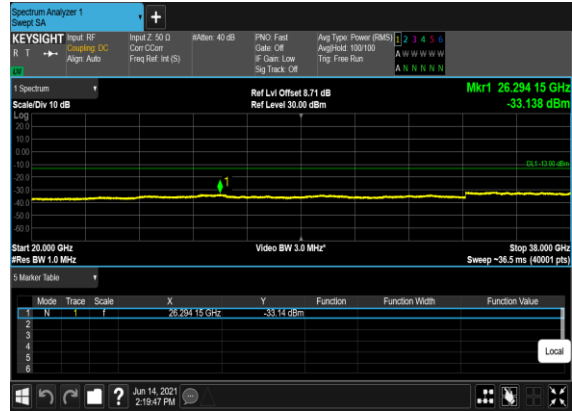 Spectrum Analyzer 1
Swept SA
+
KEYSIGHT Input: RF Input Z: 50 Ω #Atten: 40 dB PNO: Fast Avg Type: Power (RMS) 1 2 3 4 5 6
R T Coupling: DC Corr CCorr Gate: Off Avg|Hold: 100/100 A W W W W W
Align: Auto Freq Ref: Int (S) IF Gain: Low Trig: Free Run
Sig Track: Off A N N N N N
1 Spectrum Ref Lvl Offset 8.71 dB Mkr1 26.294 15 GHz
Scale/Div 10 dB Ref Level 30.00 dBm -33.138 dBm
Log
20.0
10.0
0.00
-10.0
DL1 -13.00 dBm
-20.0
1
-30.0
-40.0
-50.0
-60.0
Start 20.000 GHz Video BW 3.0 MHz* Stop 38.000 GHz
#Res BW 1.0 MHz Sweep ~36.5 ms (40001 pts)
5 Marker Table
Mode Trace Scale X Y Function Function Width Function Value
1 N 1 f 26.294 15 GHz -33.14 dBm
2
3
4
5
6
Local
? Jun 14, 2021
2:19:47 PM